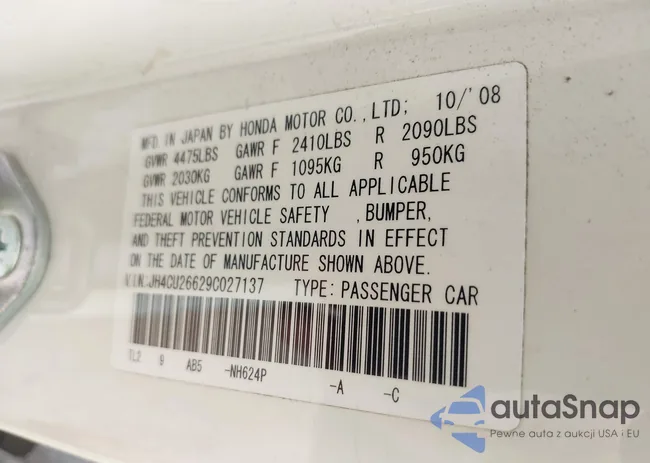 MFD. IN JAPAN BY HONDA MOTOR CO.,LTD; 10/'08
GVWR 4475LBS GAWR F 2410LBS R 2090LBS
GVWR 2030KG GAWR F 1095KG R 950KG
THIS VEHICLE CONFORMS TO ALL APPLICABLE
FEDERAL MOTOR VEHICLE SAFETY ,BUMPER,
AND THEFT PREVENTION STANDARDS IN EFFECT
ON THE DATE OF MANUFACTURE SHOWN ABOVE.
V.I.N.JH4CU26629C027137 TYPE:PASSENGER CAR
TL2 9 AB5 -NH624P -A -C
autaSnap
Pewne auta z aukcji USA i EU